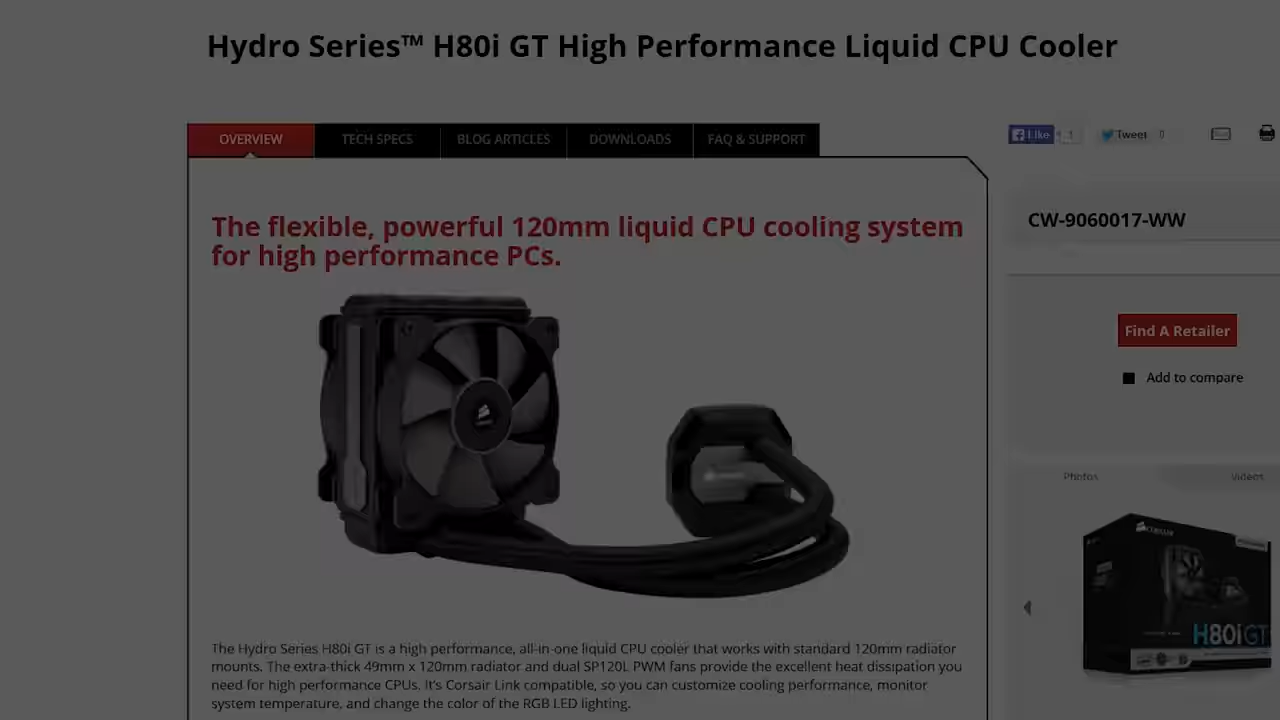 Hydro Series™ H80i GT High Performance Liquid CPU Cooler
OVERVIEW
TECH SPECS
BLOG ARTICLES
DOWNLOADS
FAQ & SUPPORT
Like
1
Tweet
0
The flexible, powerful 120mm liquid CPU cooling system
for high performance PCs.
CW-9060017-WW
Find A Retailer
Add to compare
Photos
Videos
CORSAIR
H80iGT
The Hydro Series H80i GT is a high performance, all-in-one liquid CPU cooler that works with standard 120mm radiator
mounts. The extra-thick 49mm x 120mm radiator and dual SP120L PWM fans provide the excellent heat dissipation you
need for high performance CPUs. It's Corsair Link compatible, so you can customize cooling performance, monitor
system temperature, and change the color of the RGB LED lighting.